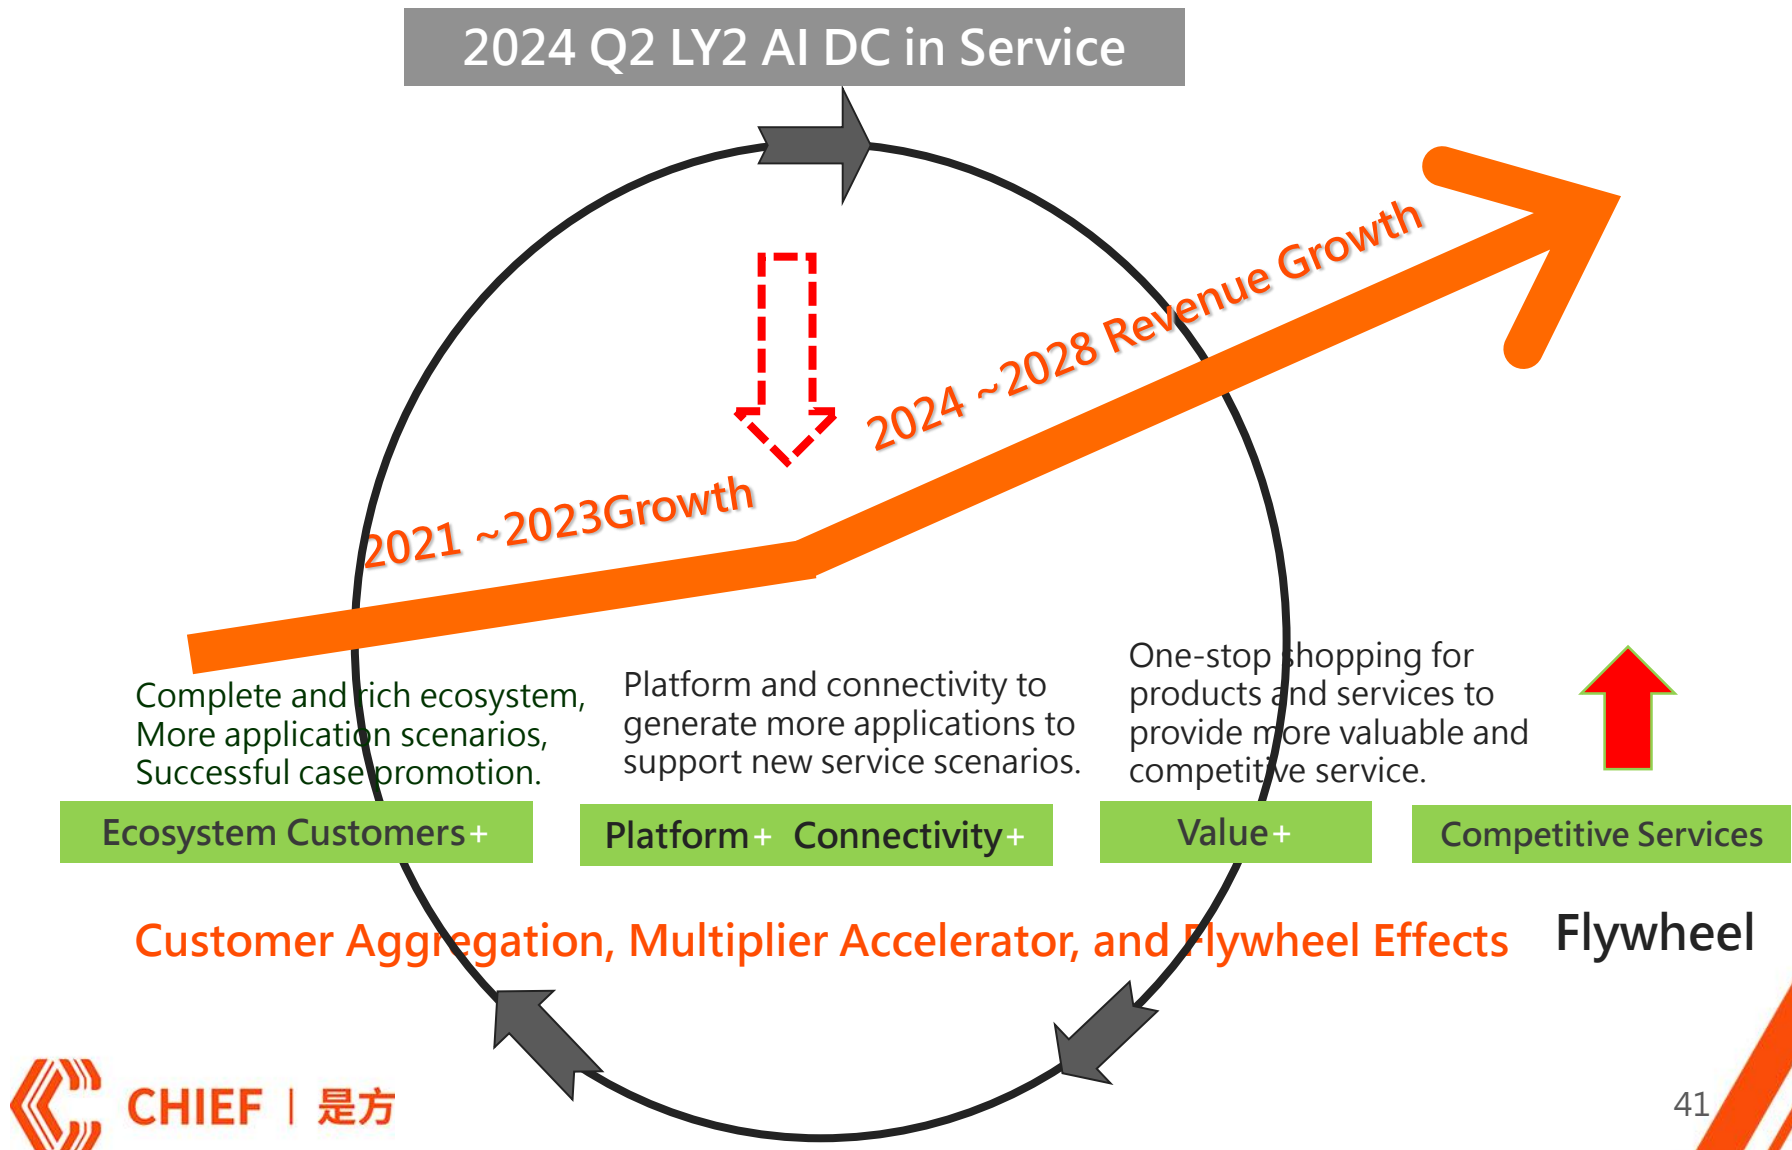 2024 Q2 LY2 AI DC in Service
2024 ~2028 Revenue Growth
2021 ~2023Growth
Complete and rich ecosystem,
More application scenarios,
Successful case promotion.
Platform and connectivity to
generate more applications to
support new service scenarios.
One-stop shopping for
products and services to
provide more valuable and
competitive service.
Ecosystem Customers+
Platform+ Connectivity+
Value+
Competitive Services
Customer Aggregation, Multiplier Accelerator, and Flywheel Effects
Flywheel
CHIEF | 是方
41